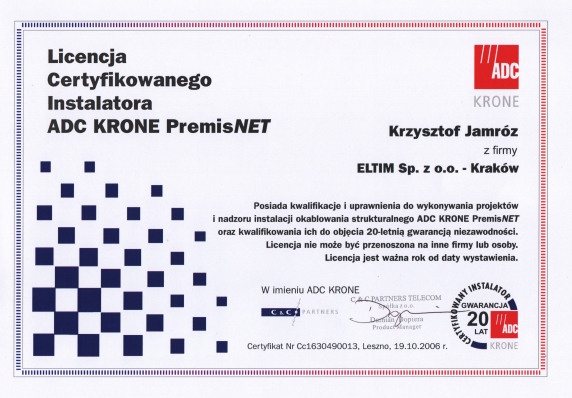 Licencja
Certyfikowanego
Instalatora
ADC KRONE PremisNET
ADC
KRONE
Krzysztof Jamróz
z firmy
ELTIM Sp. z o.o. - Kraków
Posiada kwalifikacje i uprawnienia do wykonywania projektów
i nadzoru instalacji okablowania strukturalnego ADC KRONE PremisNET
oraz kwalifikowania ich do objęcia 20-letnią gwarancją niezawodności.
Licencja nie może być przenoszona na inne firmy lub osoby.
Licencja jest ważna rok od daty wystawienia.
W imieniu ADC KRONE
C & C PARTNERS
C & C PARTNERS TELECOM
Spółka z o.o.
Damian Dopiera
Product Manager
CERTYFIKOWANY INSTALATOR
GWARANCJA
20
LAT
ADC
KRONE
Certyfikat Nr Cc1630490013, Leszno, 19.10.2006 r.